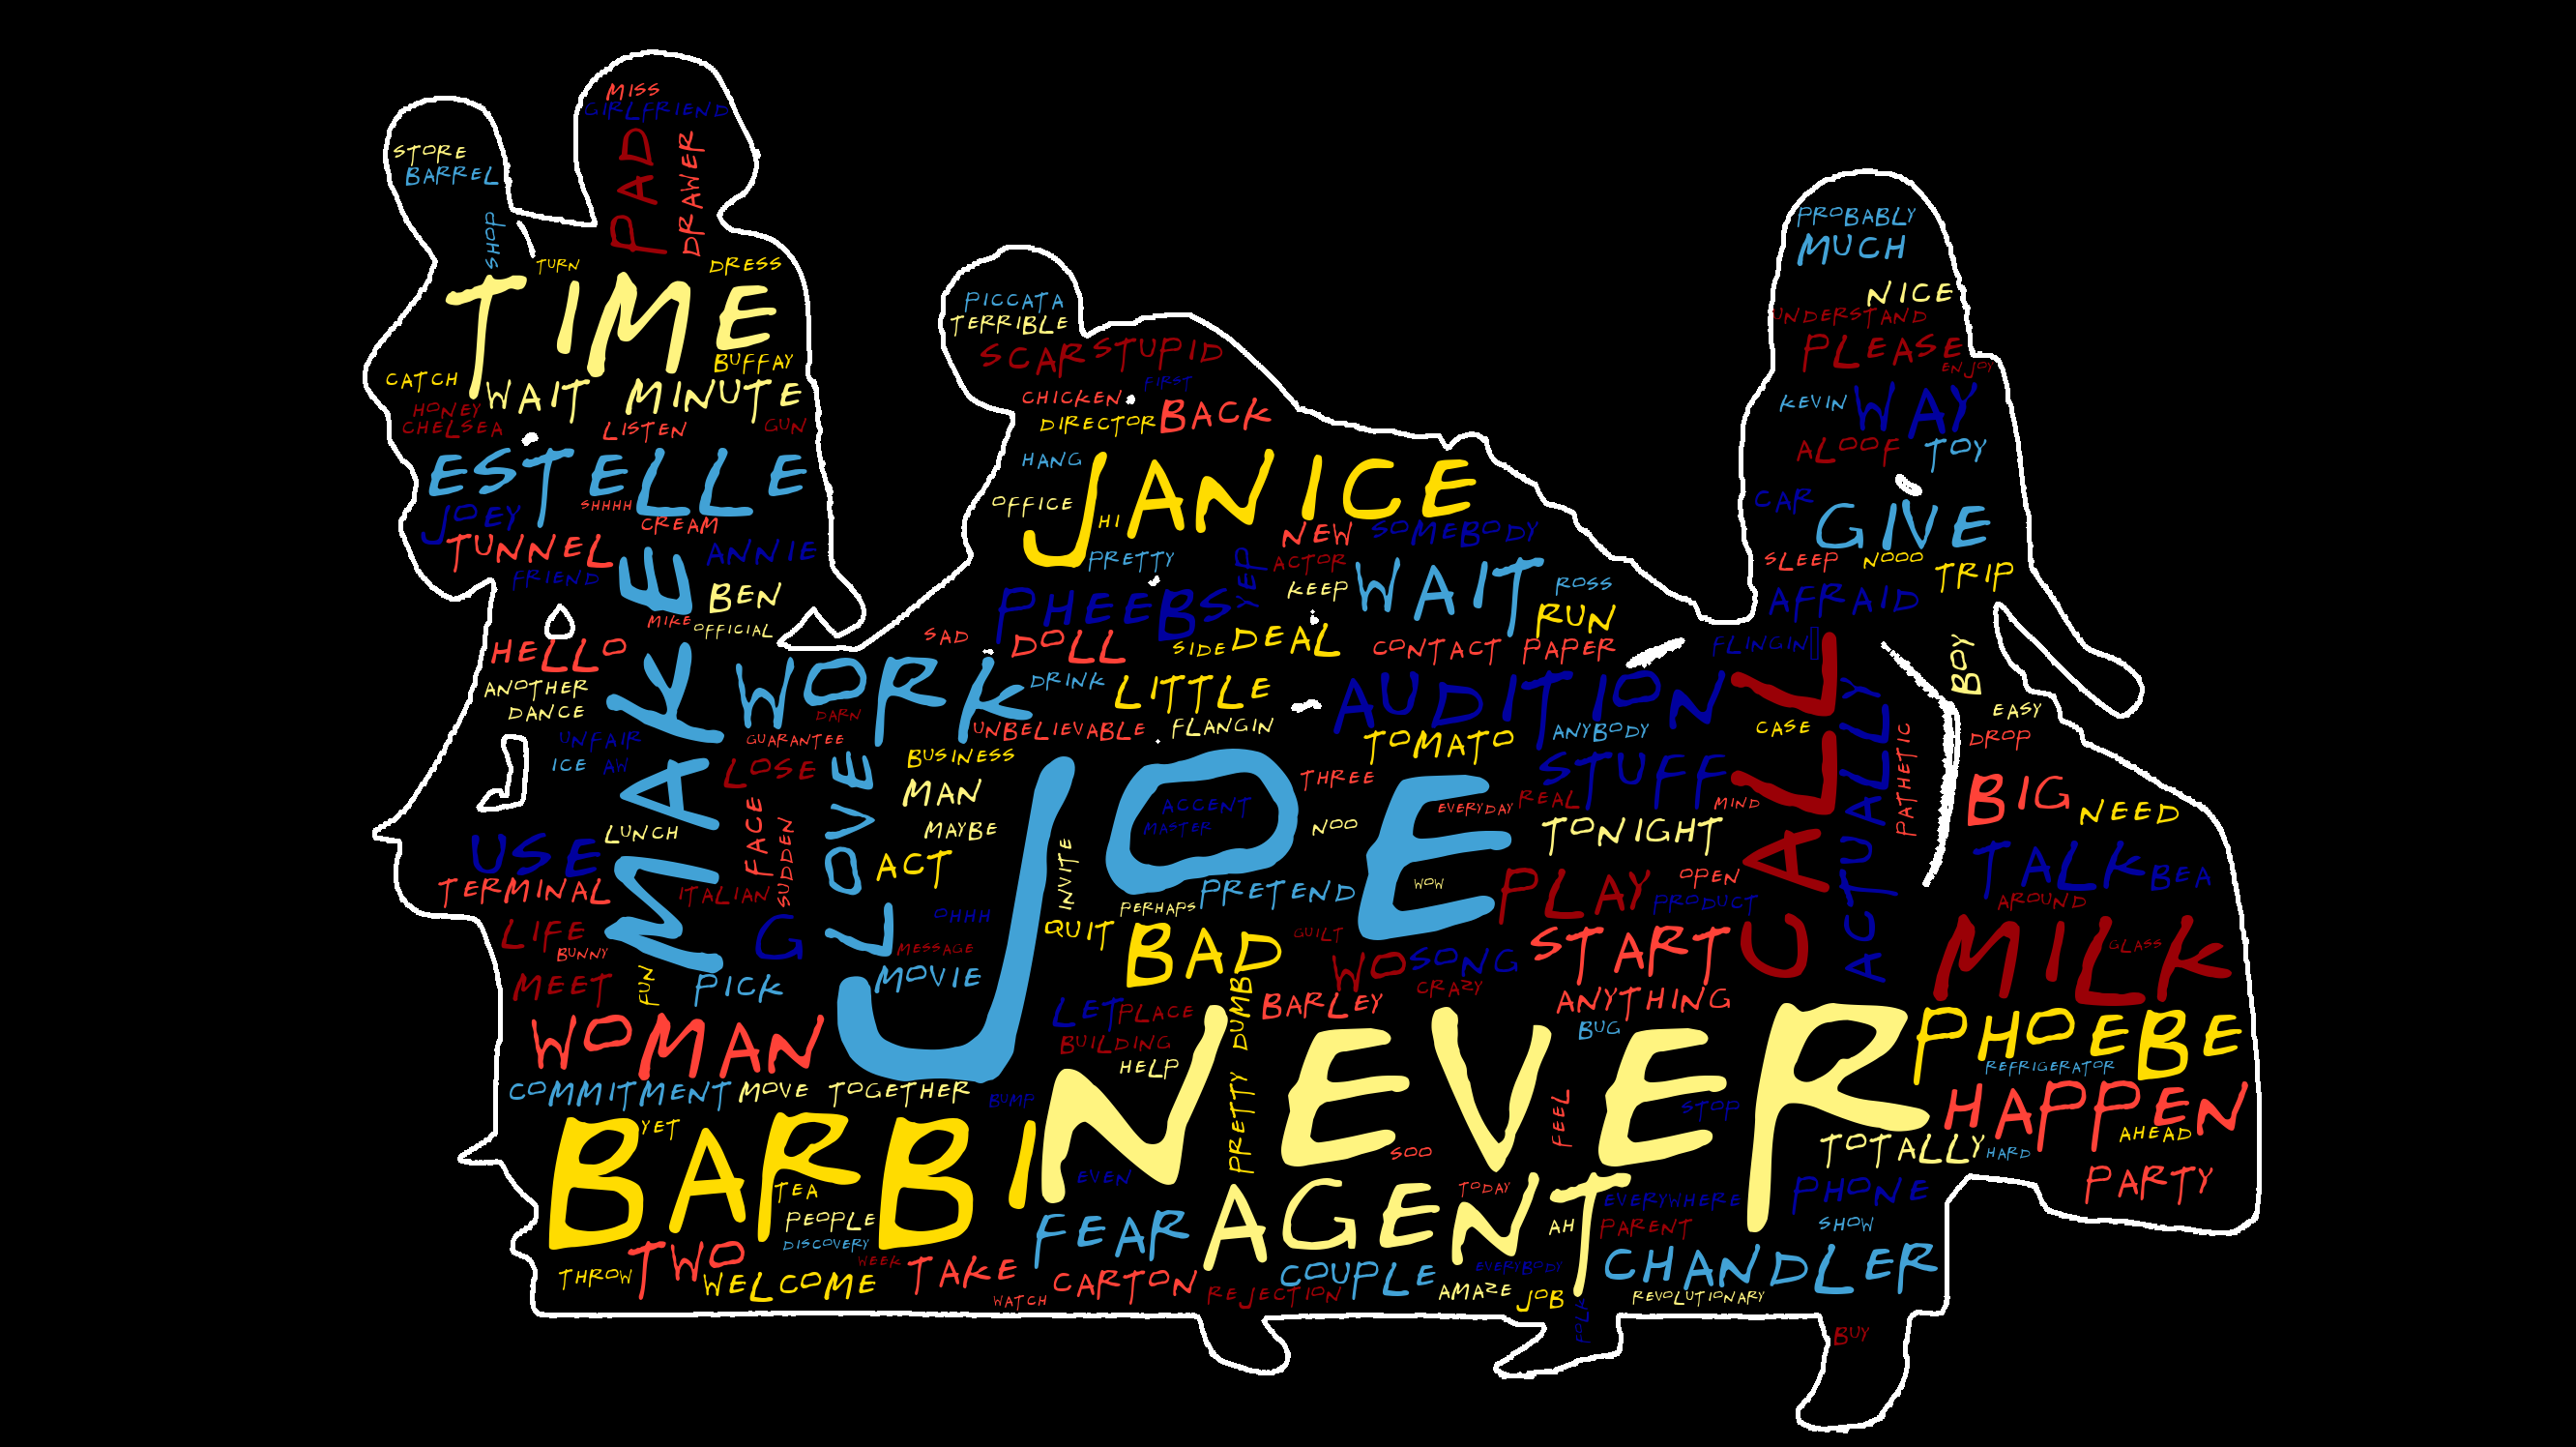 MISS
GIRLFRIEND
PAD
DRAWER
STORE
BARREL
SHOP
TURN
DRESS
TIME
BUFFAY
CATCH
WAIT MINUTE
HONEY
CHELSEA
LISTEN
GUN
ESTELLE
SHHHH
JOEY
CREAM
TUNNEL
ANNIE
FRIEND
BEN
MIKE
OFFICIAL
HELLO
MAKE
ANOTHER
DANCE
UNFAIR
ICE AW
PICCATA
TERRIBLE
SCAR STUPID
FIRST
CHICKEN
DIRECTOR BACK
HANG
JANICE
OFFICE
HI
NEW SOMEBODY
PRETTY
YEP
ACTOR
KEEP
WAIT
ROSS
PHEEBS
RUN
SAD
DOLL
SIDE DEAL
CONTACT PAPER
PROBABLY
MUCH
NICE
UNDERSTAND
PLEASE
ENJOY
KEVIN WAY
ALOOF TOY
CAR
GIVE
SLEEP NOOO
TRIP
AFRAID
FLINGIN
BOY
EASY
DROP
WORK
DRINK
LITTLE
AUDITION
DARN
UNBELIEVABLE
FLANGIN
ANYBODY
CASE
CALL
ACTUALLY
PATHETIC
GUARANTEE
BUSINESS
TOMATO
LOSE
LOVE
MAN
MAYBE
JOE
ACCENT
MASTER
THREE
NOO
EVERYDAY REAL
STUFF
MIND
TONIGHT
BIG NEED
LUNCH
USE
FACE
SUDDEN
ACT
INVITE
WOW
TERMINAL
ITALIAN
PRETEND
PERHAPS
PLAY
OPEN
PRODUCT
TALK BEA
AROUND
LIFE
BUNNY
G
L
OHHH
MESSAGE
QUIT
BAD
GUILT
WO SONG
START
MILK
GLASS
MEET
FUN
PICK
MOVIE
CRAZY
LET PLACE
BARLEY
ANYTHING
BUG
BUILDING
HELP
PRETTY DUMB
WOMAN
NEVER
PHOEBE
REFRIGERATOR
COMMITMENT MOVE TOGETHER
BUMP
FEEL
STOP
HAPPEN
AHEAD
YET
BARBI
SOO
TOTALLY HARD
EVEN
TEA
AGENT
TODAY
EVERYWHERE
PHONE
PARTY
PEOPLE
FEAR
AH
PARENT
SHOW
DISCOVERY
TWO
WEEK
TAKE
COUPLE
EVERYBODY
CHANDLER
THROW
WELCOME
WATCH
CARTON
REJECTION
AMAZE
JOB
REVOLUTIONARY
BUY